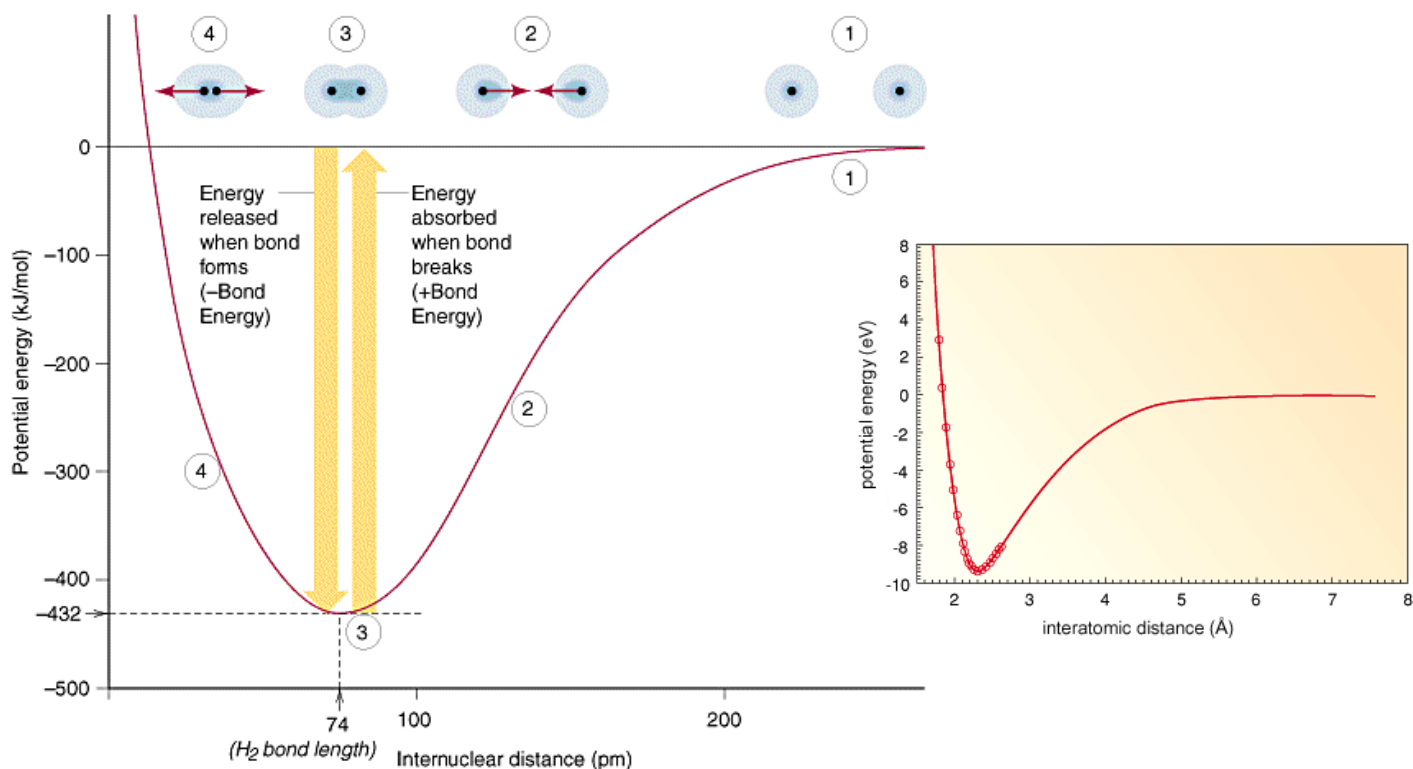 4
3
2
1
0
−100
−200
−300
−400
−432
−500
Potential energy (kJ/mol)
Energy
released
when bond
forms
(−Bond
Energy)
Energy
absorbed
when bond
breaks
(+Bond
Energy)
1
2
4
3
74
100
200
(H₂ bond length)
Internuclear distance (pm)
8
6
4
2
0
-2
-4
-6
-8
-10
potential energy (eV)
2 3 4 5 6 7 8
interatomic distance (Å)